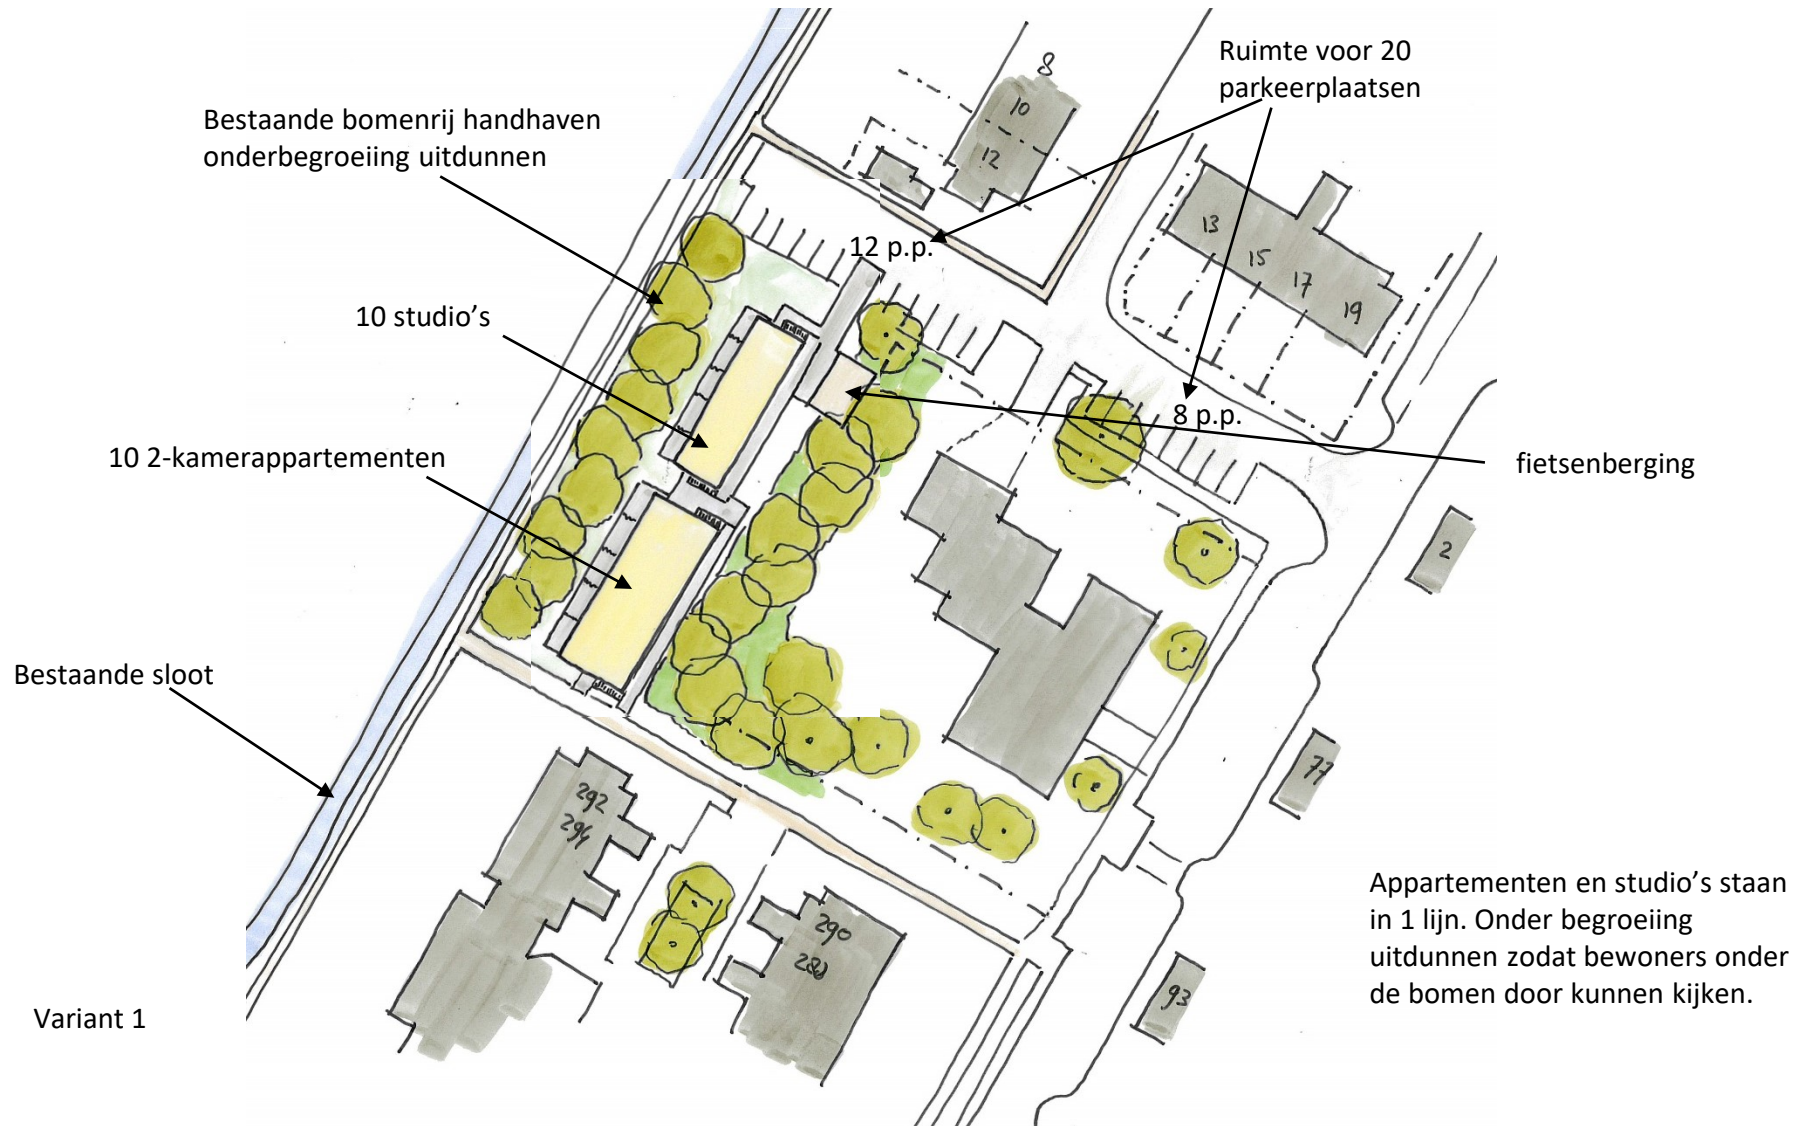 Ruimte voor 20
parkeerplaatsen
8
10
12
Bestaande bomenrij handhaven
onderbegroeiing uitdunnen
13
15
17
19
12 p.p.
10 studio's
8 p.p.
10 2-kamerappartementen
fietsenberging
2
Bestaande sloot
77
292
294
290
Appartementen en studio's staan
in 1 lijn. Onder begroeiing
uitdunnen zodat bewoners onder
de bomen door kunnen kijken.
93
Variant 1